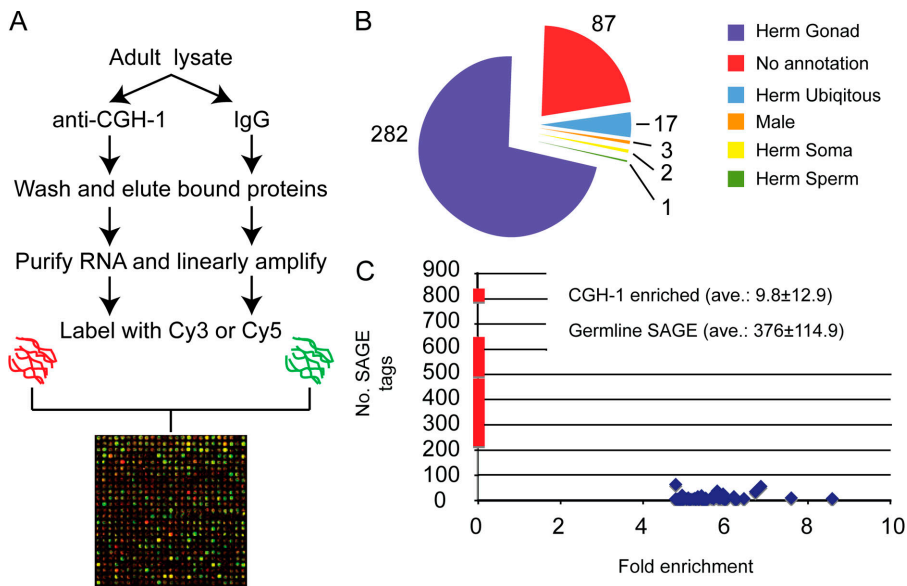 A
Adult lysate
anti-CGH-1 IgG
Wash and elute bound proteins
Purify RNA and linearly amplify
Label with Cy3 or Cy5
B
87
282
17
3
2
1
Herm Gonad
No annotation
Herm Ubiqitous
Male
Herm Soma
Herm Sperm
C
No. SAGE
tags
900
800
700
600
500
400
300
200
100
0
CGH-1 enriched (ave.: 9.8±12.9)
Germline SAGE (ave.: 376±114.9)
0 2 4 6 8 10
Fold enrichment